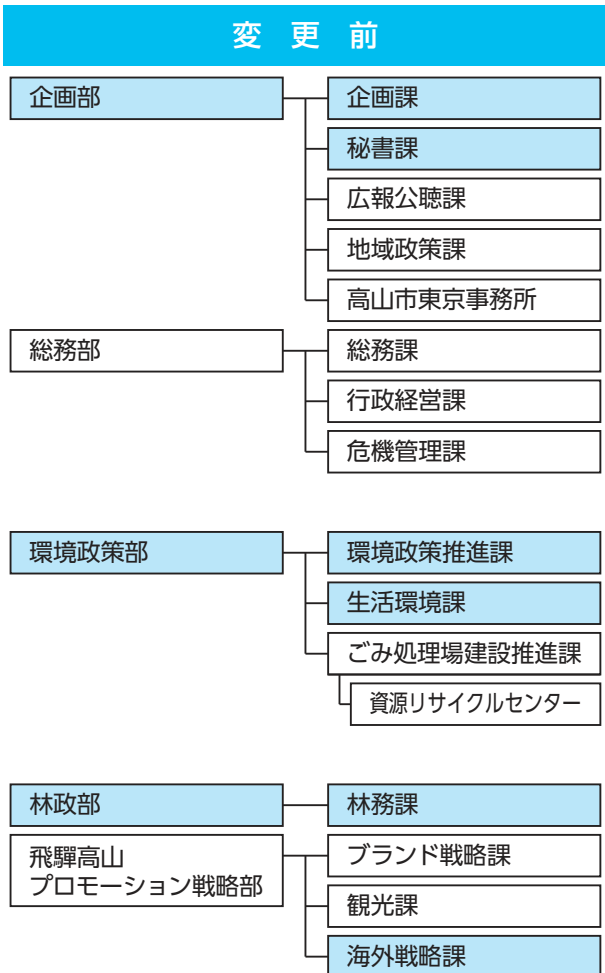 変更前
企画部
企画課
秘書課
広報公聴課
地域政策課
高山市東京事務所
総務部
総務課
行政経営課
危機管理課
環境政策部
環境政策推進課
生活環境課
ごみ処理場建設推進課
資源リサイクルセンター
林政部
林務課
飛驒高山
プロモーション戦略部
ブランド戦略課
観光課
海外戦略課